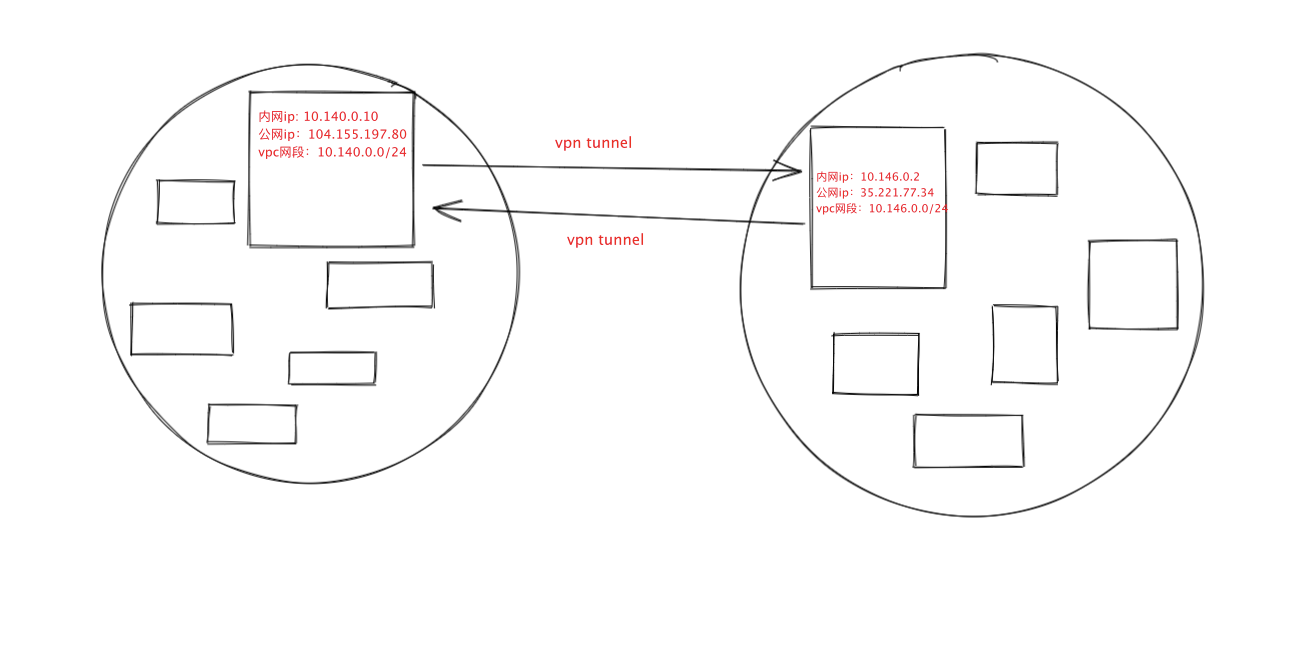 内网ip: 10.140.0.10
公网ip：104.155.197.80
vpc网段：10.140.0.0/24
vpn tunnel
内网ip：10.146.0.2
公网ip：35.221.77.34
vpc网段：10.146.0.0/24
vpn tunnel